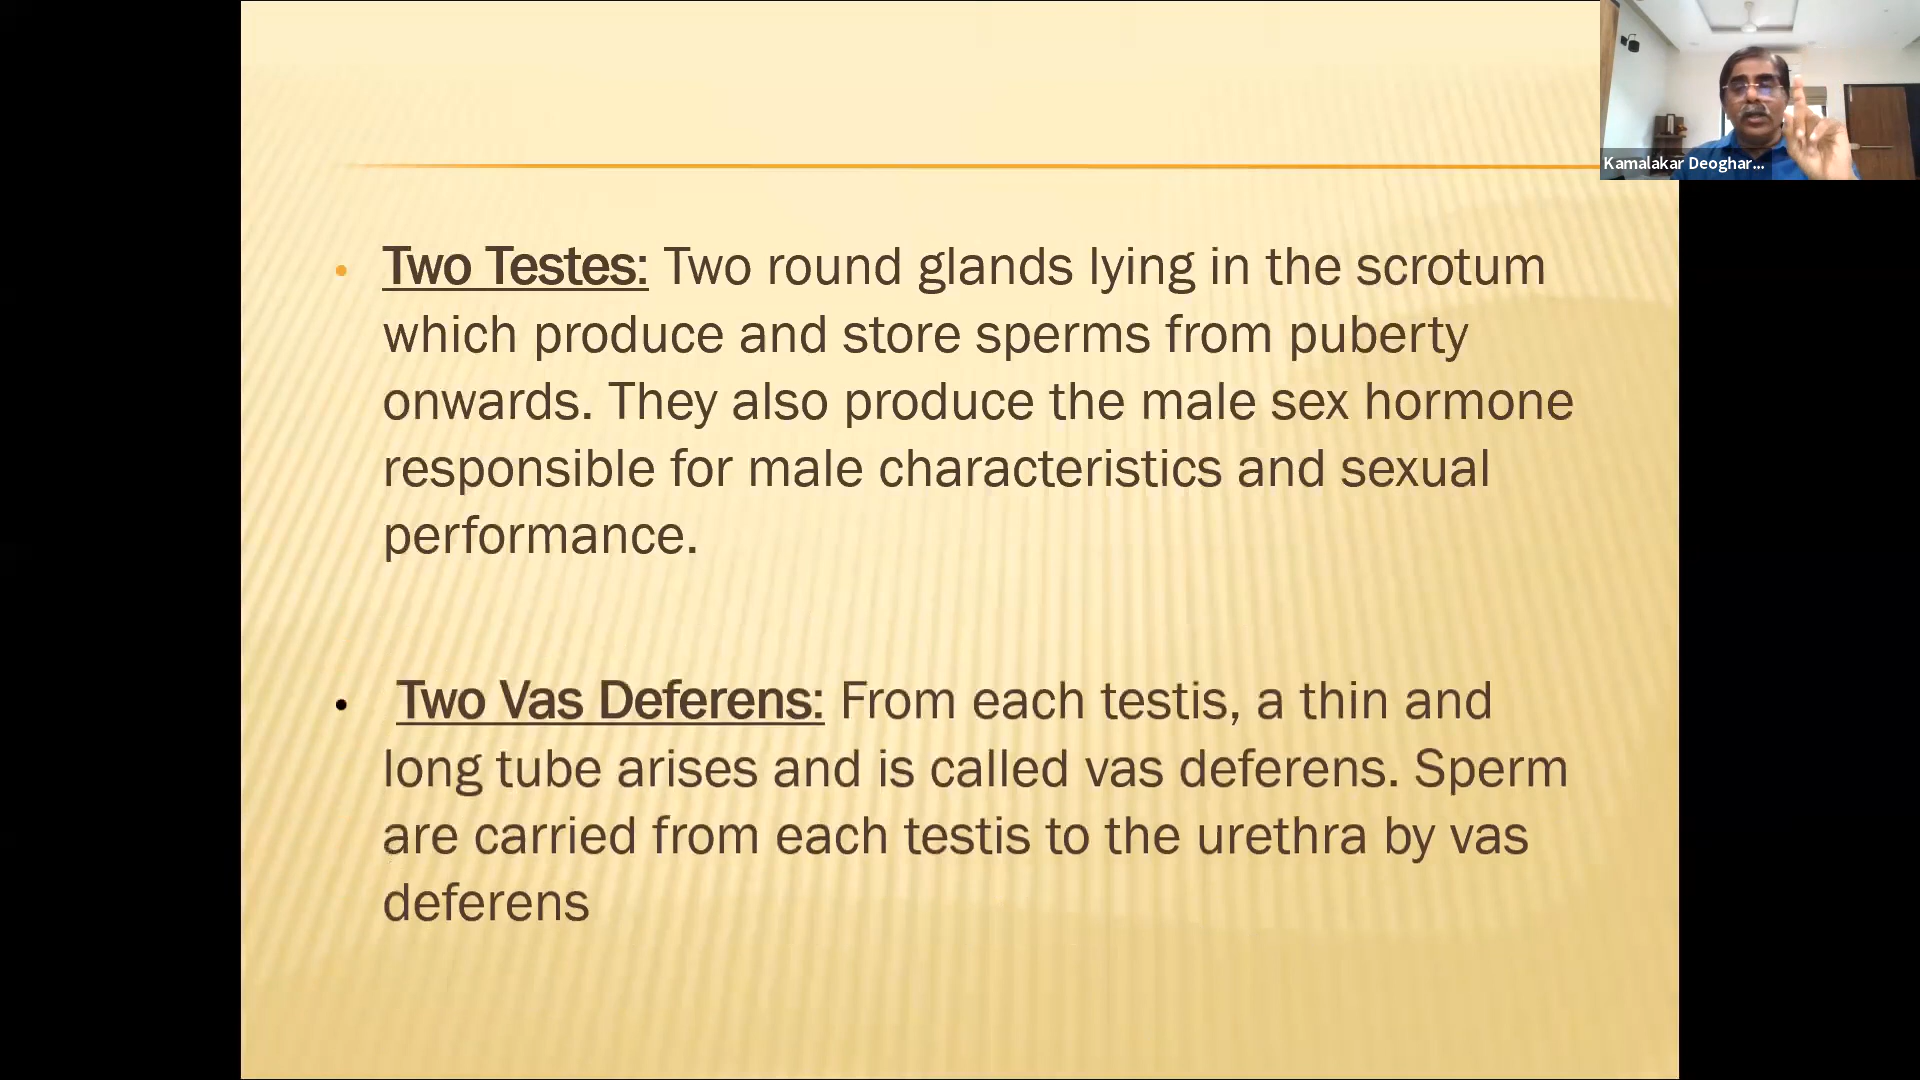 Kamalakar Deoghar...
• Two Testes: Two round glands lying in the scrotum
which produce and store sperms from puberty
onwards. They also produce the male sex hormone
responsible for male characteristics and sexual
performance.
• Two Vas Deferens: From each testis, a thin and
long tube arises and is called vas deferens. Sperm
are carried from each testis to the urethra by vas
deferens